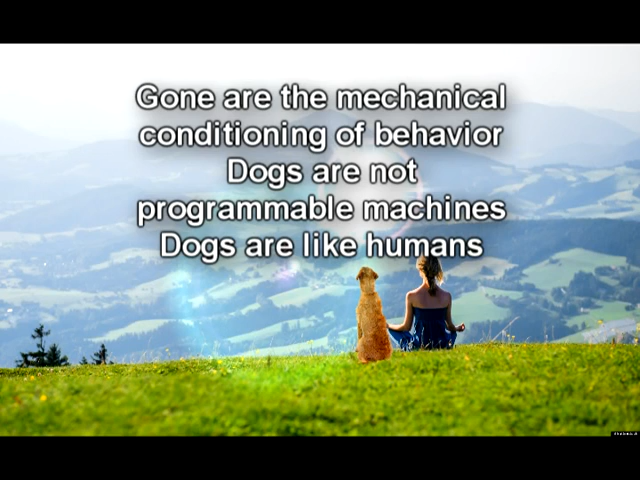 Gone are the mechanical
conditioning of behavior
Dogs are not
programmable machines
Dogs are like humans